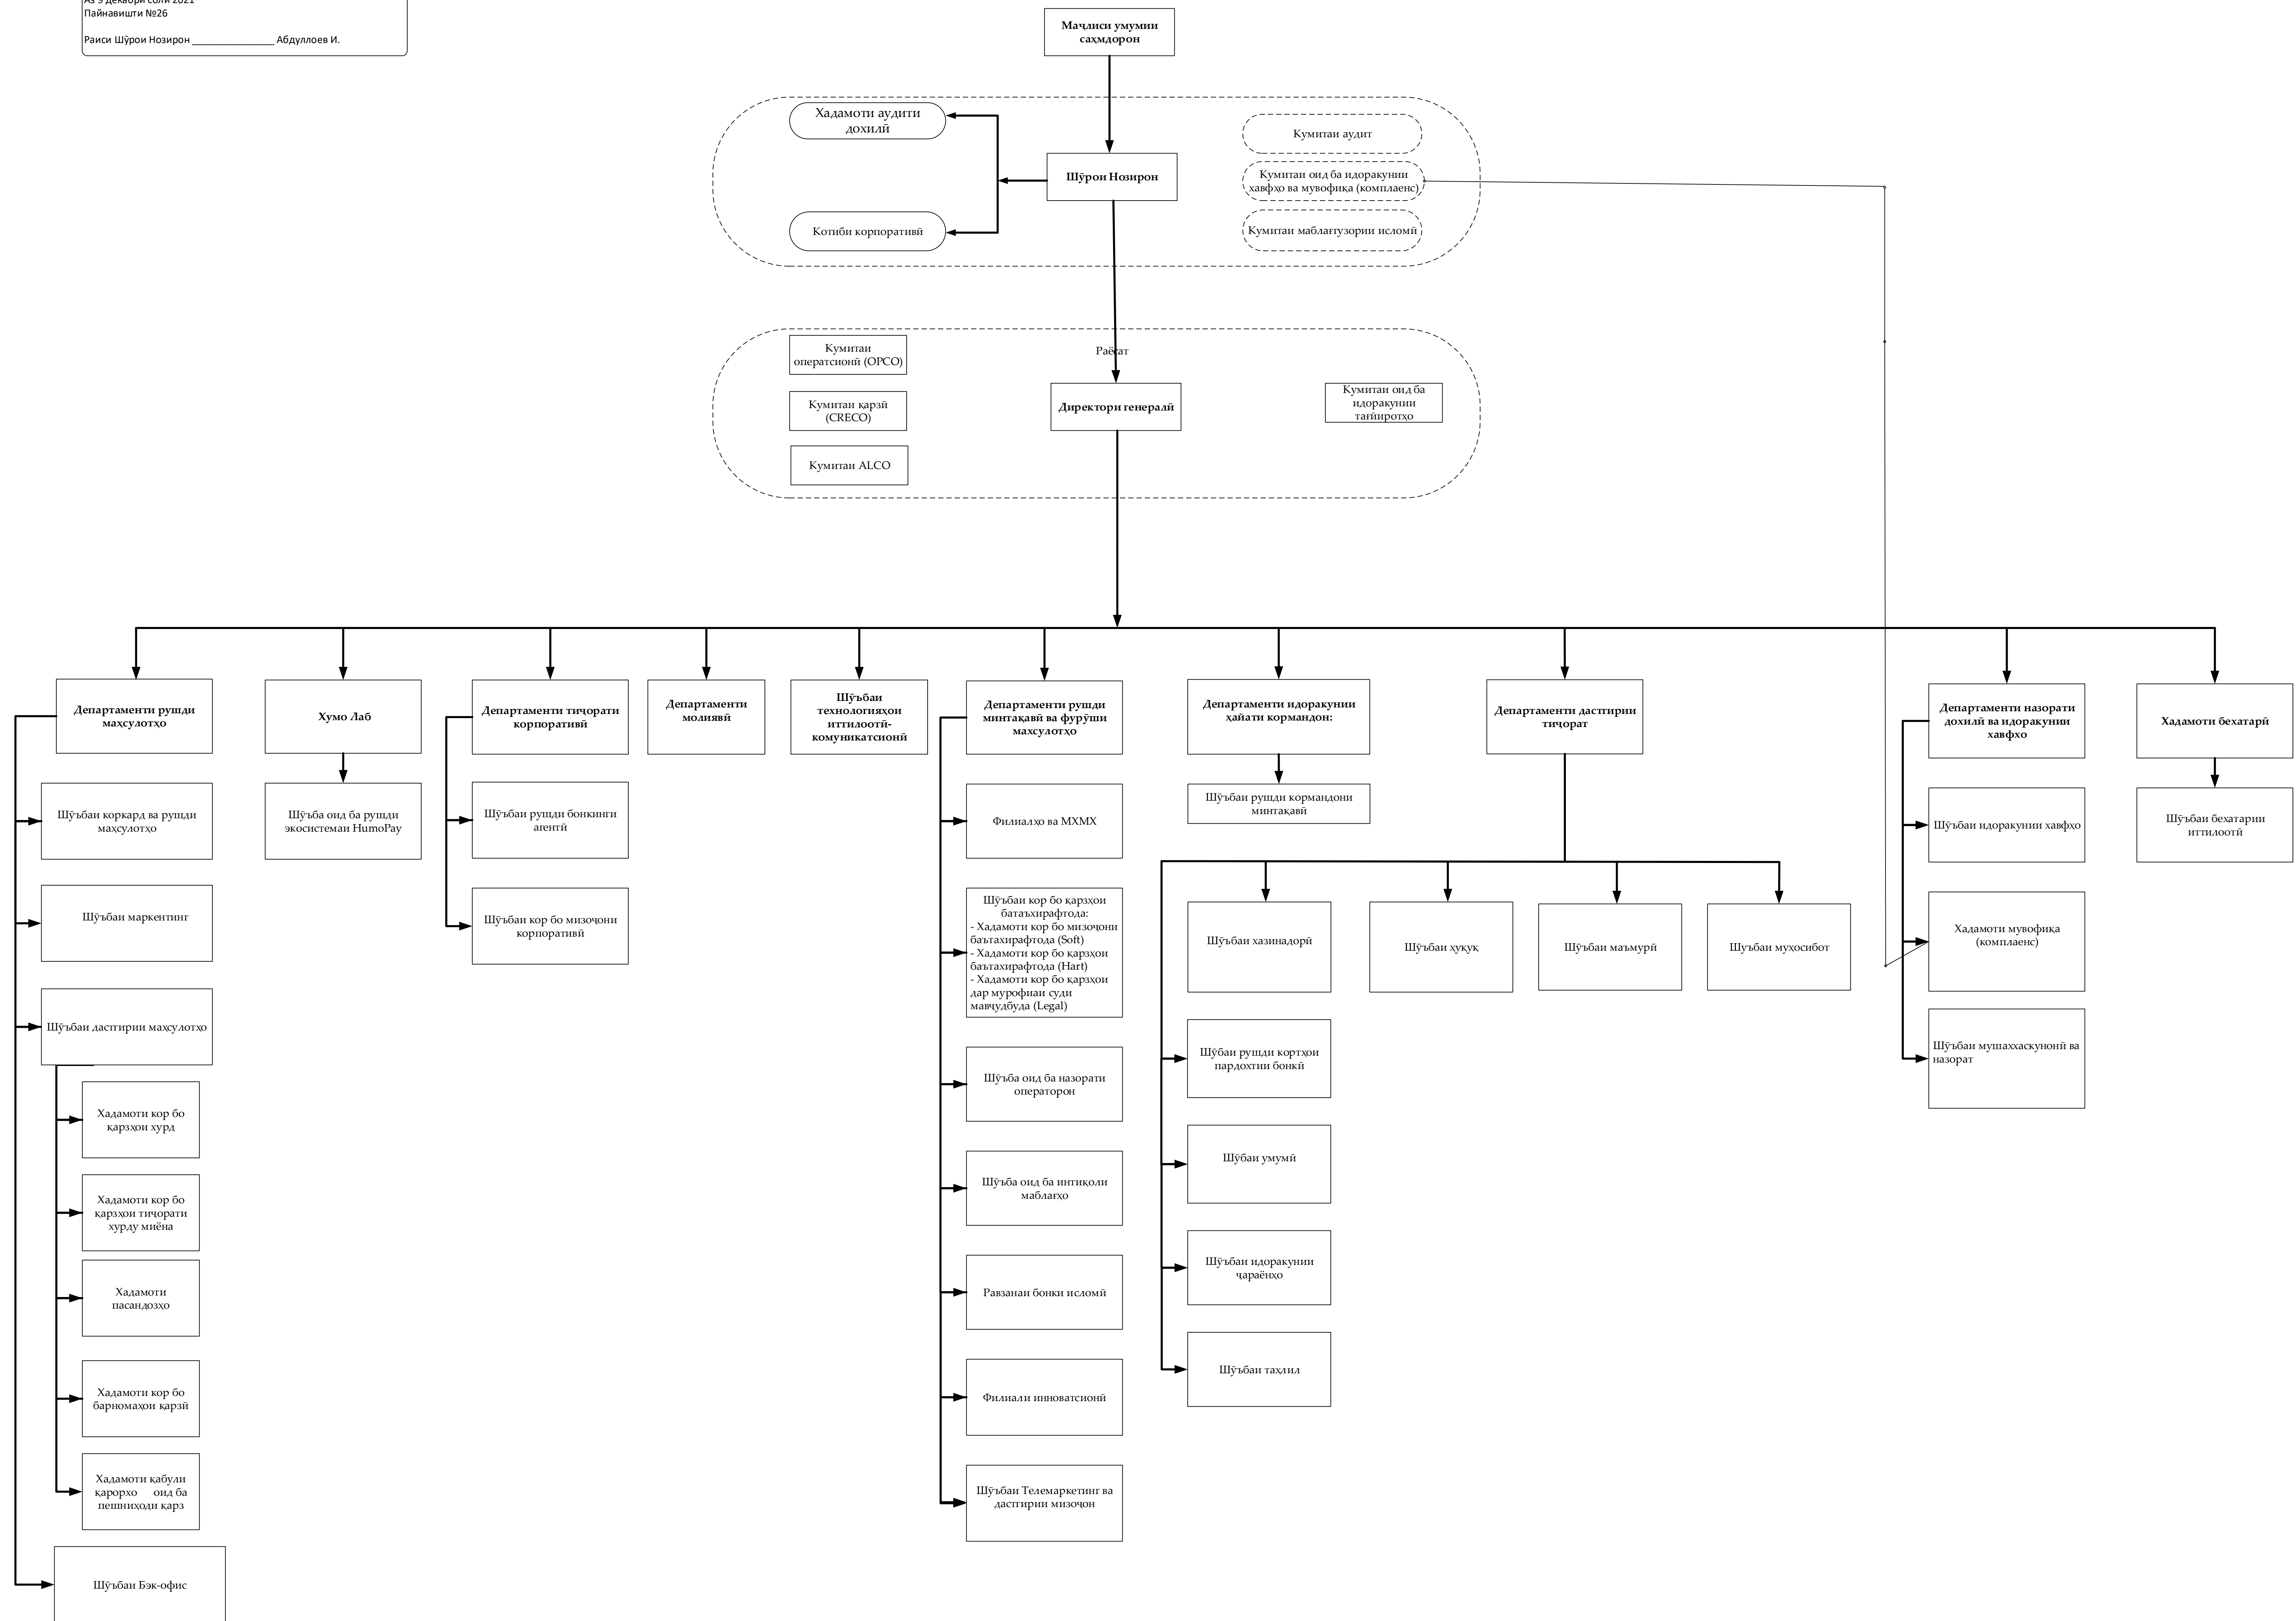 Аз 9 декабри соли 2021
Пайнавишти №26
Раиси Шӯрои Нозирон _________________ Абдуллоев И.
Маҷлиси умумии
саҳмдорон
Хадамоти аудити
дохилӣ
Кумитаи аудит
Шӯрои Нозирон
Кумитаи оид ба идоракунии
хавфҳо ва мувофиқа (комплаенс)
Котиби корпоративӣ
Кумитаи маблағгузории исломӣ
Кумитаи
оператсионӣ (OPCO)
Раёсат
Кумитаи қарзӣ
(CRECO)
Директори генералӣ
Кумитаи оид ба
идоракунии
тағйиротҳо
Кумитаи ALCO
Департаменти рушди
маҳсулотҳо
Хумо Лаб
Департаменти тиҷорати
корпоративӣ
Департаменти
молиявӣ
Шӯъбаи
технологияҳои
иттилоотӣ-
комуникатсионӣ
Департаменти рушди
минтақавӣ ва фурӯши
махсулотҳо
Департаменти идоракунии
ҳайати кормандон:
Департаменти дастгирии
тиҷорат
Департаменти назорати
дохилӣ ва идоракунии
хавфхо
Хадамоти бехатарӣ
Шӯъбаи коркард ва рушди
маҳсулотҳо
Шӯъба оид ба рушди
экосистемаи HumoPay
Шӯъбаи рушди бонкинги
агентӣ
Филиалҳо ва МХМХ
Шӯъбаи рушди кормандони
минтақавӣ
Шӯъбаи идоракунии хавфҳо
Шӯъбаи бехатарии
иттилоотӣ
Шӯъбаи маркентинг
Шӯъбаи кор бо мизоҷони
корпоративӣ
Шӯъбаи кор бо қарзҳои
батаъхирафтода:
- Хадамоти кор бо мизоҷони
баътахирафтода (Soft)
- Хадамоти кор бо қарзҳои
баътахирафтода (Hart)
- Хадамоти кор бо қарзҳои
дар мурофиаи суди
мавҷудбуда (Legal)
Шӯъбаи хазинадорӣ
Шӯъбаи ҳуқуқ
Шӯъбаи маъмурӣ
Шуъбаи муҳосибот
Хадамоти мувофиқа
(комплаенс)
Шӯъбаи дастгирии маҳсулотҳо
Шӯъба оид ба назорати
операторон
Шӯбаи рушди кортҳои
пардохтии бонкӣ
Шӯъбаи мушаххаскунонӣ ва
назорат
Хадамоти кор бо
қарзҳои хурд
Шӯъба оид ба интиқоли
маблағҳо
Шӯбаи умумӣ
Хадамоти кор бо
қарзҳои тиҷорати
хурду миёна
Равзанаи бонки исломӣ
Шӯъбаи идоракунии
ҷараёнҳо
Хадамоти
пасандозҳо
Филиали инноватсионӣ
Шӯъбаи таҳлил
Хадамоти кор бо
барномаҳои қарзӣ
Шӯъбаи Телемаркетинг ва
дастгирии мизоҷон
Хадамоти қабули
қарорхо оид ба
пешниҳоди қарз
Шӯъбаи Бэк-офис